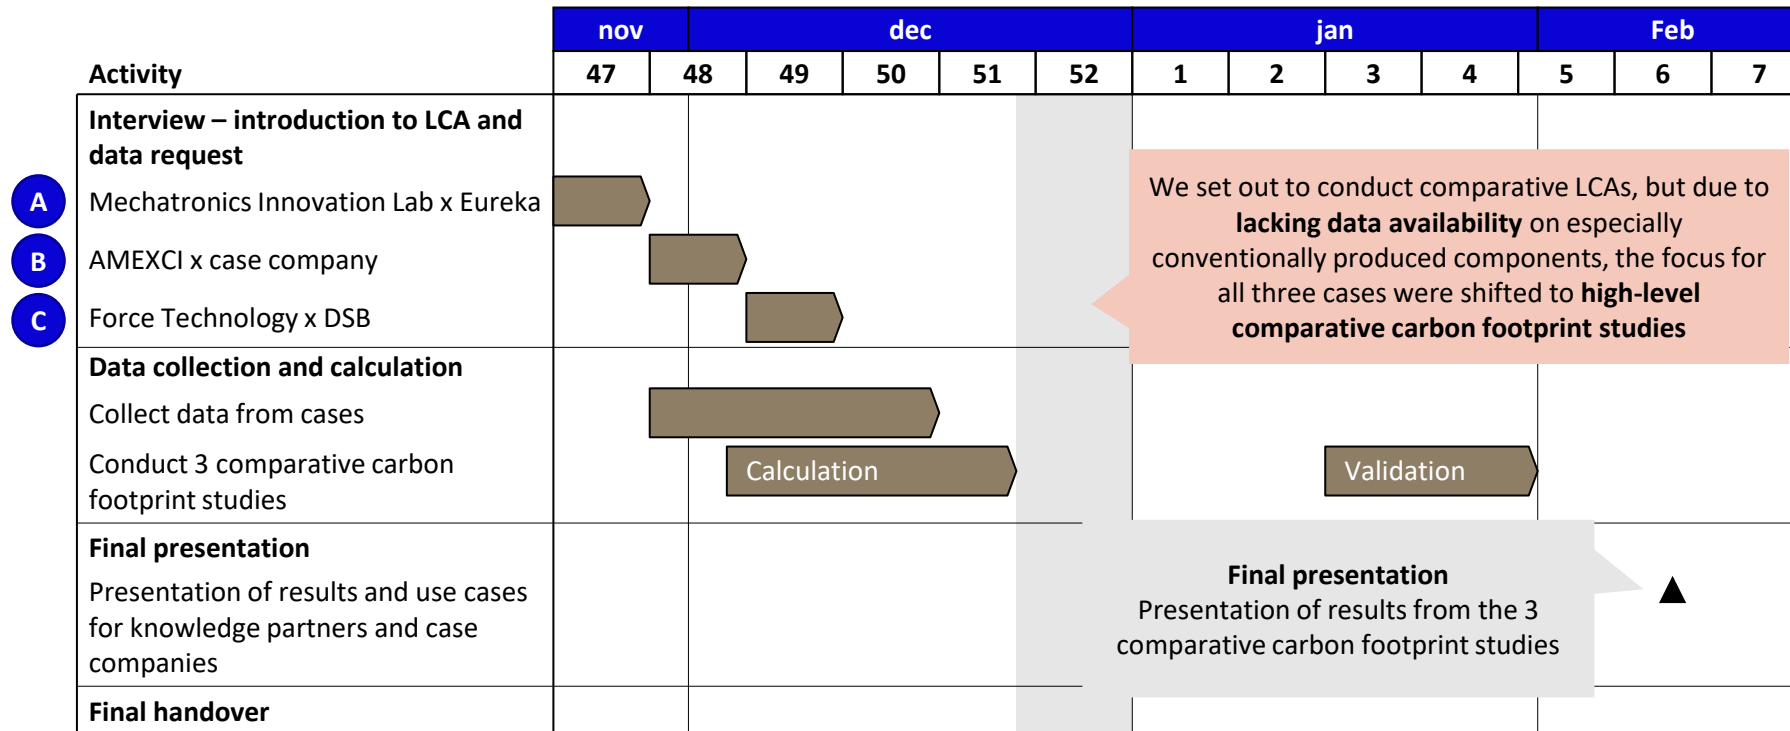 nov dec jan Feb
Activity 47 48 49 50 51 52 1 2 3 4 5 6 7
Interview – introduction to LCA and
data request
A Mechatronics Innovation Lab x Eureka
B AMEXCI x case company
C Force Technology x DSB
We set out to conduct comparative LCAs, but due to
lacking data availability on especially
conventionally produced components, the focus for
all three cases were shifted to high-level
comparative carbon footprint studies
Data collection and calculation
Collect data from cases
Conduct 3 comparative carbon
footprint studies
Calculation
Validation
Final presentation
Presentation of results and use cases
for knowledge partners and case
companies
Final presentation
Presentation of results from the 3
comparative carbon footprint studies
Final handover